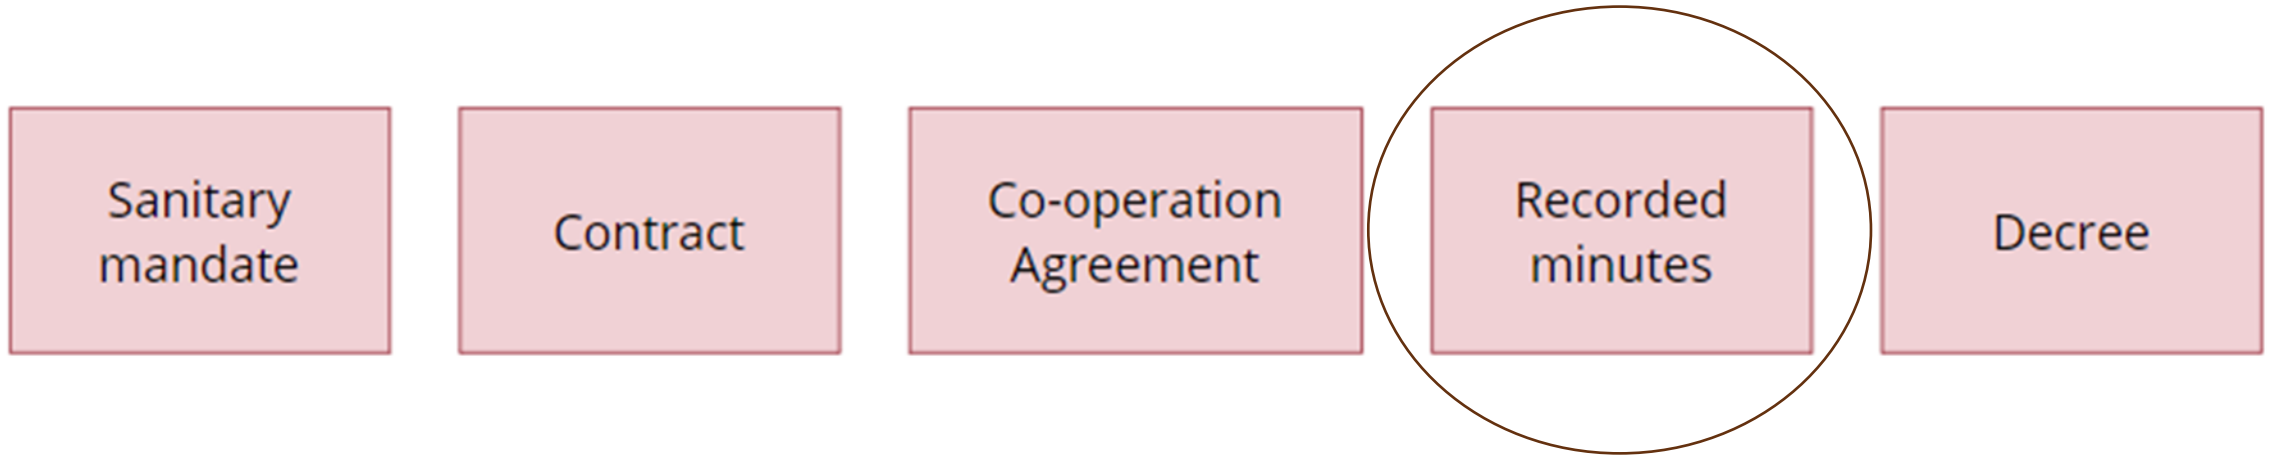 Sanitary
mandate
Contract
Co-operation
Agreement
Recorded
minutes
Decree